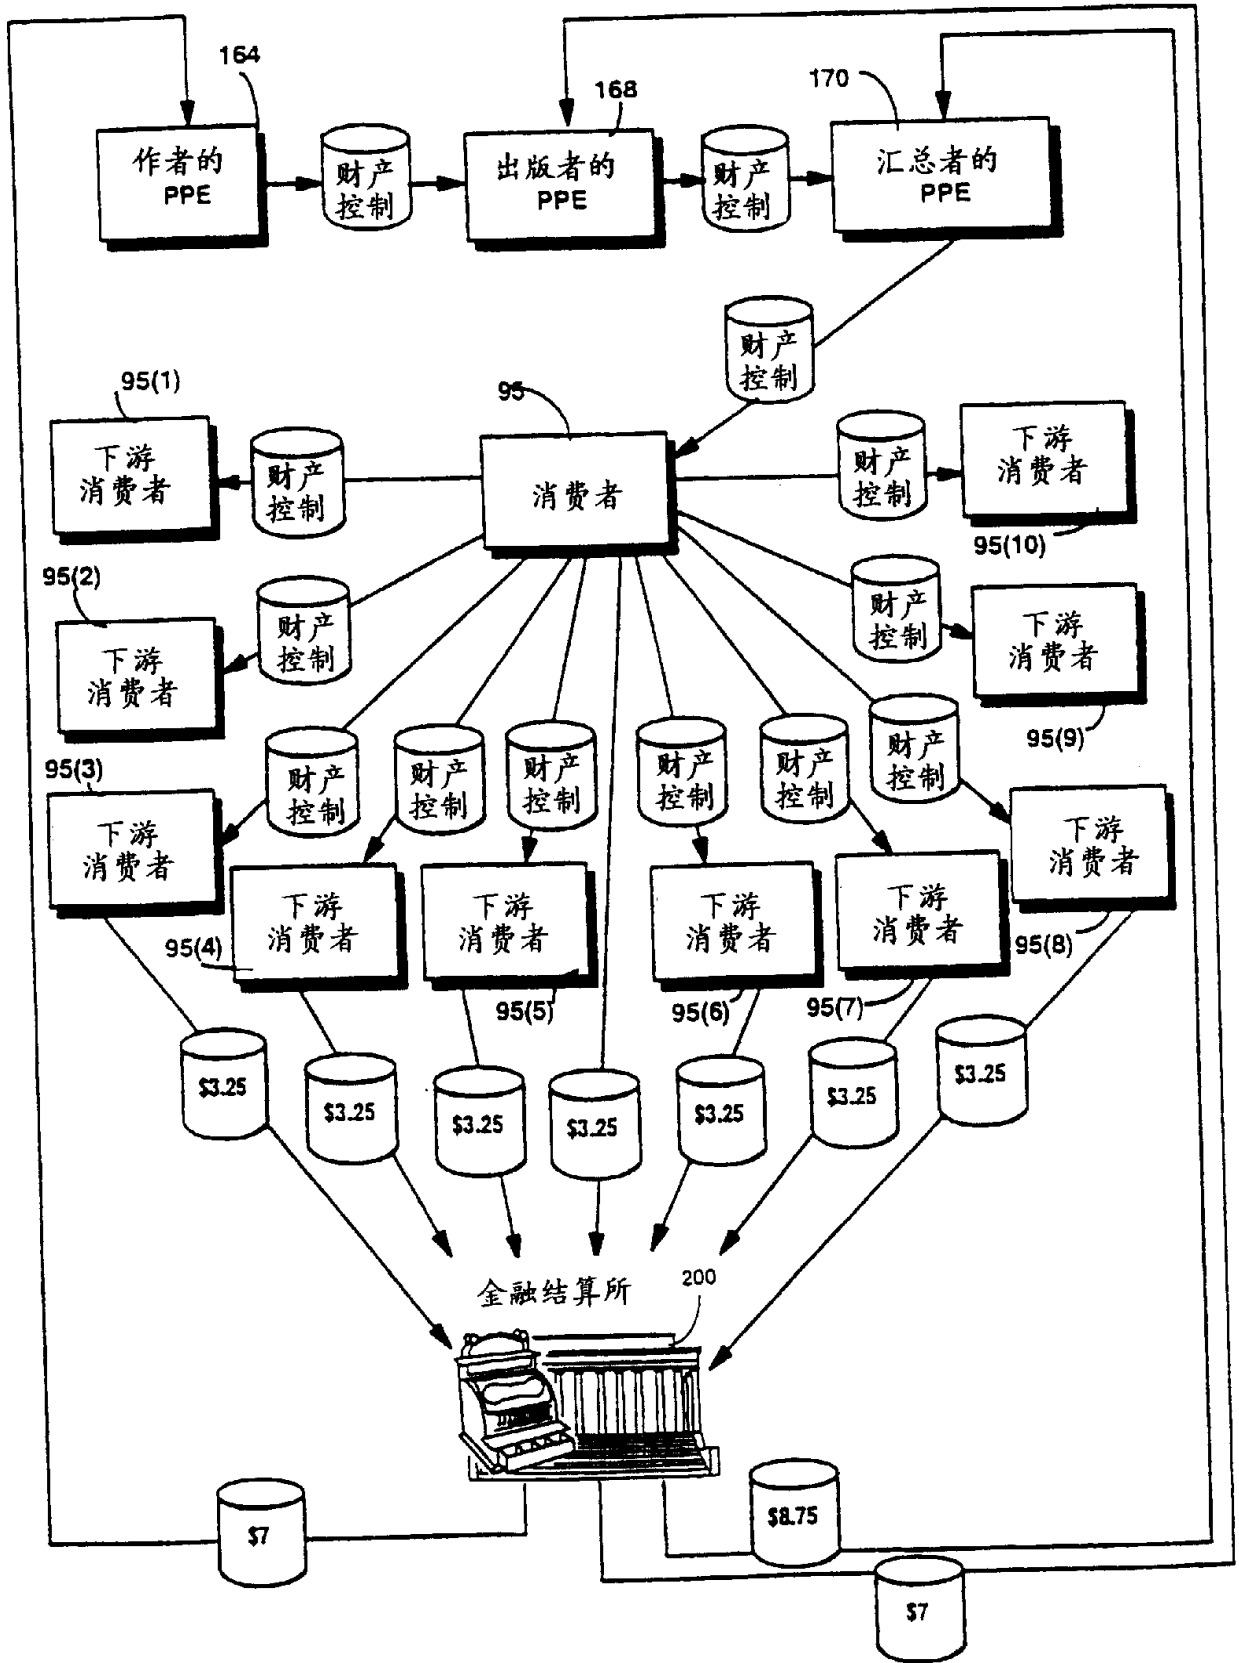 164
168
170
作者的
PPE
财产
控制
出版者的
PPE
财产
控制
汇总者的
PPE
财产
控制
95(1)
95
下游
消费者
财产
控制
消费者
财产
控制
下游
消费者
95(10)
95(2)
下游
消费者
财产
控制
财产
控制
下游
消费者
95(9)
95(3)
下游
消费者
财产
控制
财产
控制
财产
控制
财产
控制
财产
控制
财产
控制
下游
消费者
95(8)
下游
消费者
95(4)
下游
消费者
95(5)
下游
消费者
95(6)
下游
消费者
95(7)
$3.25
$3.25
$3.25
$3.25
$3.25
$3.25
$3.25
金融结算所
200
$7
$8.75
$7